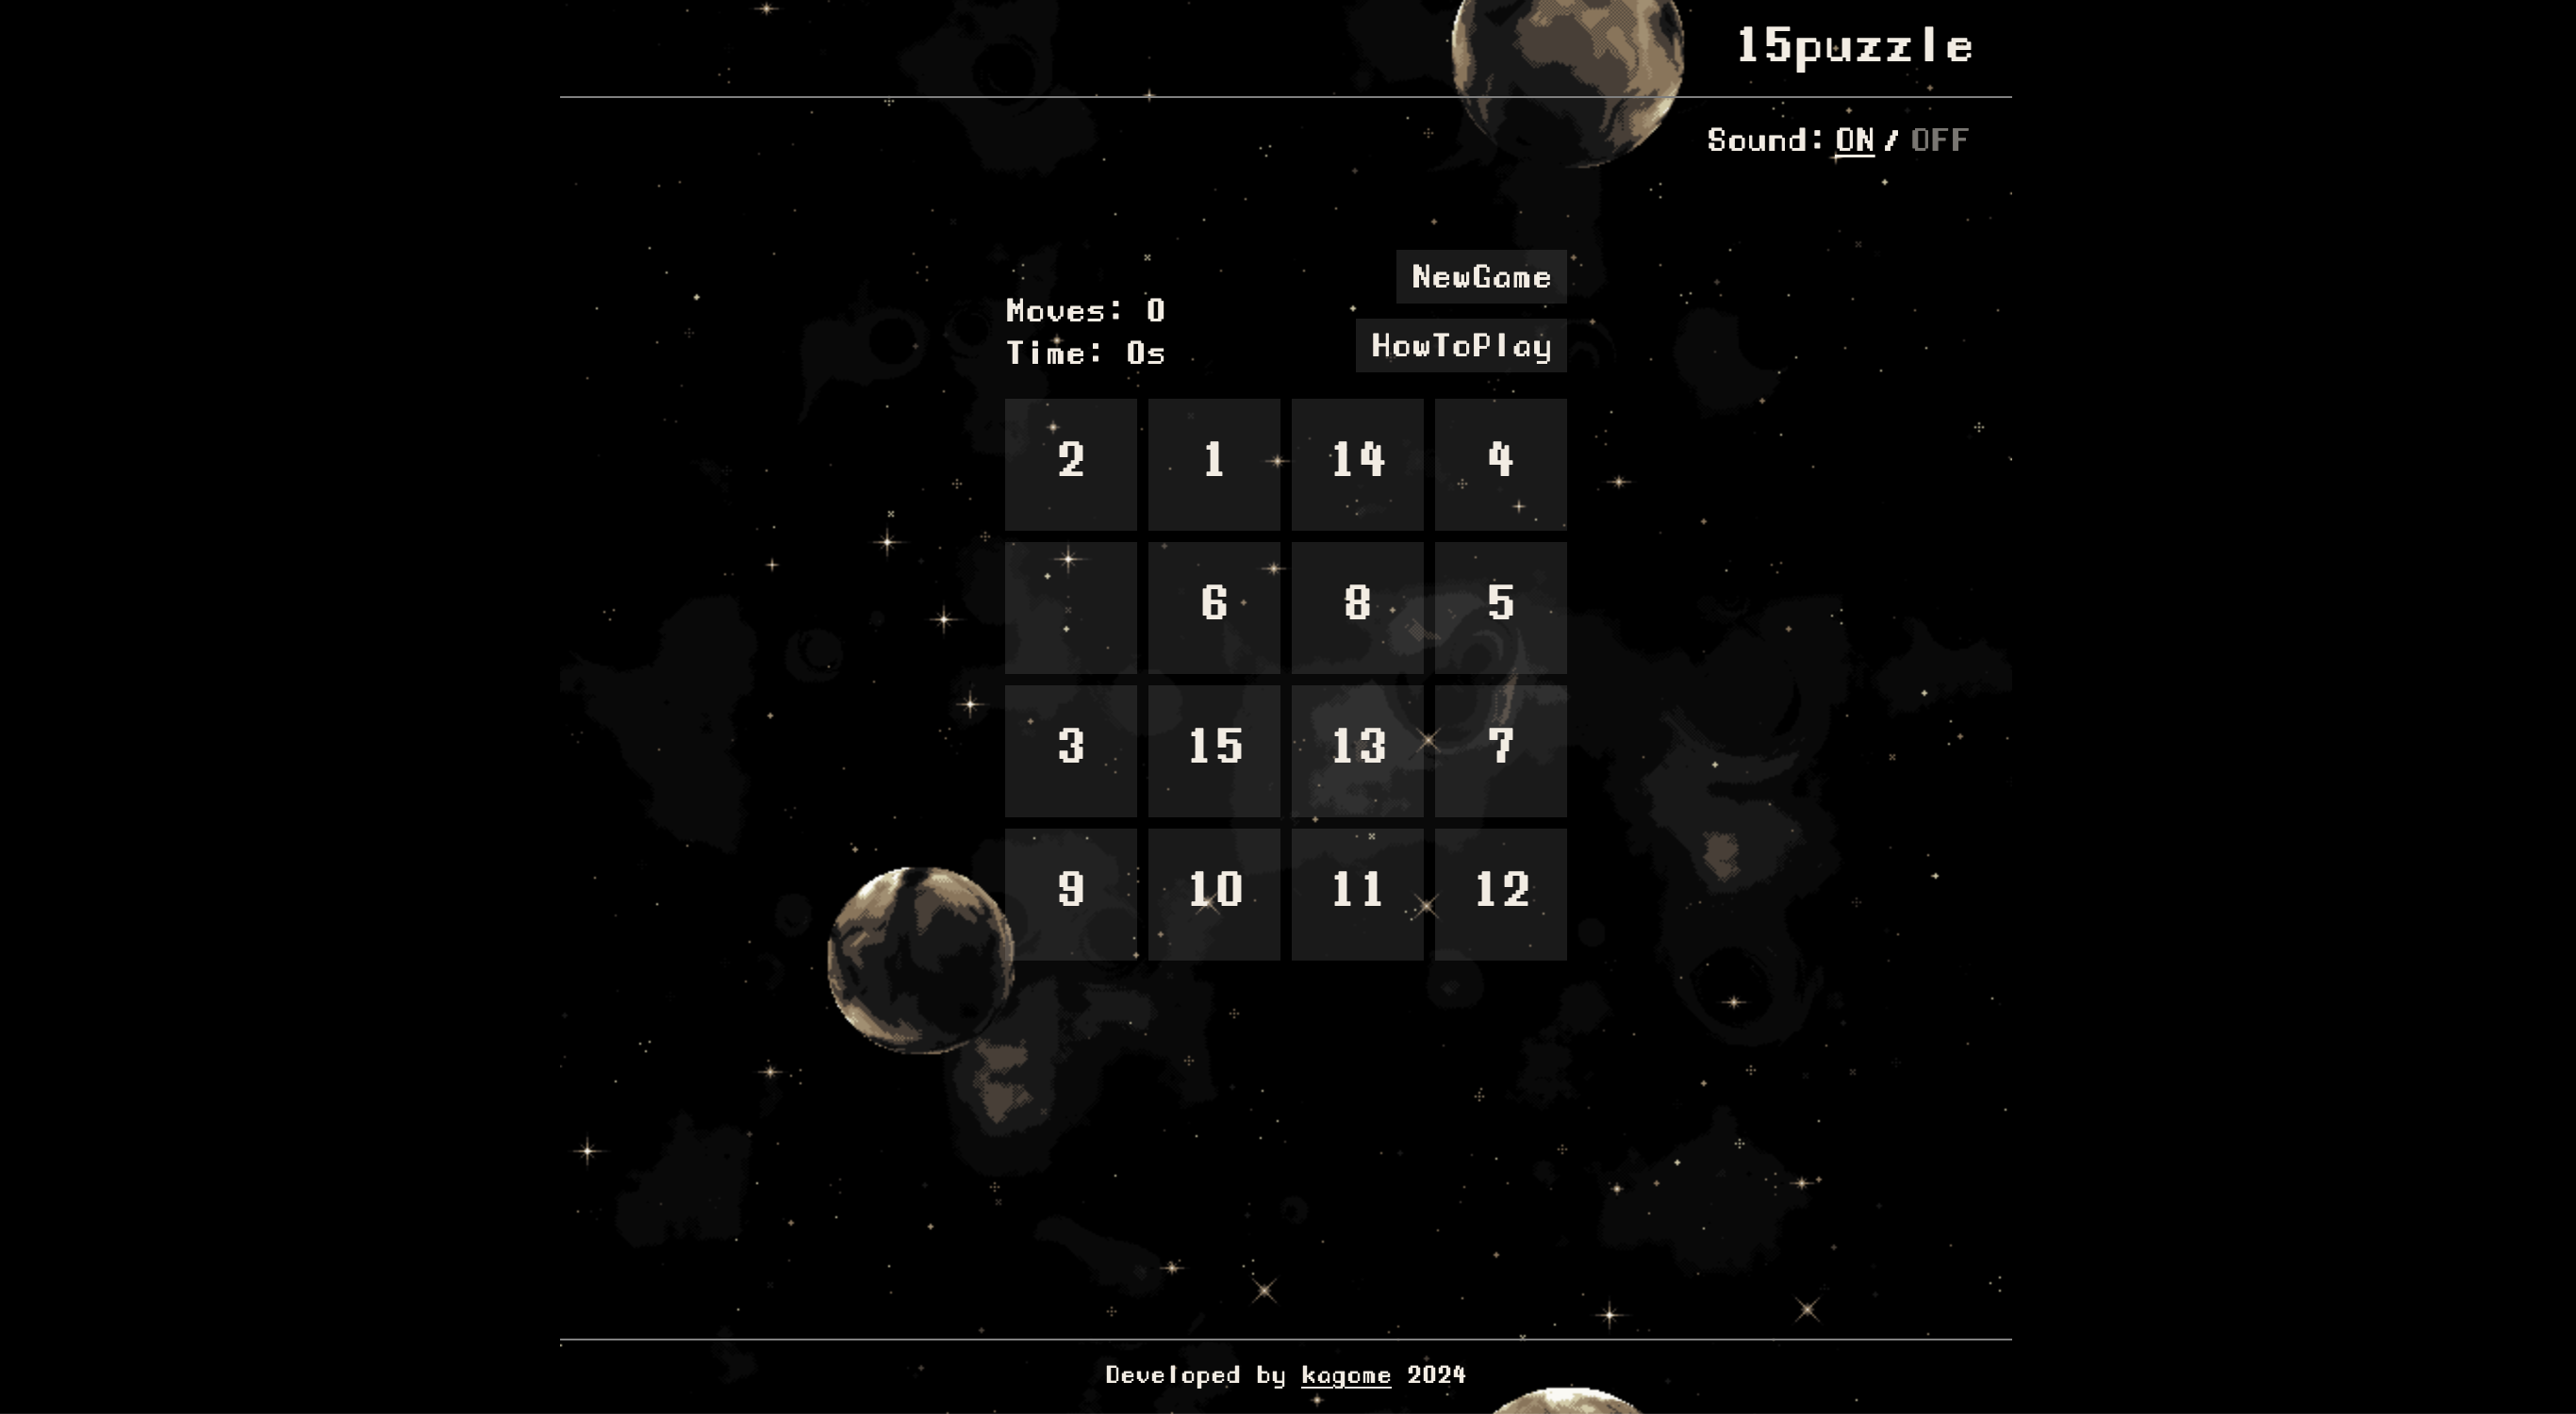 15puzzle
Sound: ON / OFF
NewGame
Moves: 0
HowToPlay
Time: 0s
2 1 14 4
6 8 5
3 15 13 7
9 10 11 12
Developed by kagome 2024